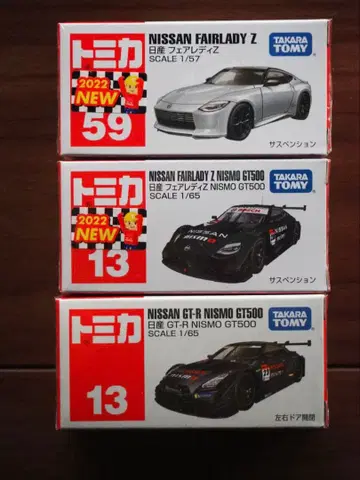 トミカ
2022
NEW
59
NISSAN FAIRLADY Z
日産 フェアレディZ
SCALE 1/57
TAKARA
TOMY
サスペンション
トミカ
2022
NEW
13
NISSAN FAIRLADY Z NISMO GT500
日産 フェアレディZ NISMO GT500
SCALE 1/65
TAKARA
TOMY
NISSAN
サスペンション
トミカ
13
NISSAN GT-R NISMO GT500
日産 GT-R NISMO GT500
SCALE 1/65
TAKARA
TOMY
左右ドア開閉